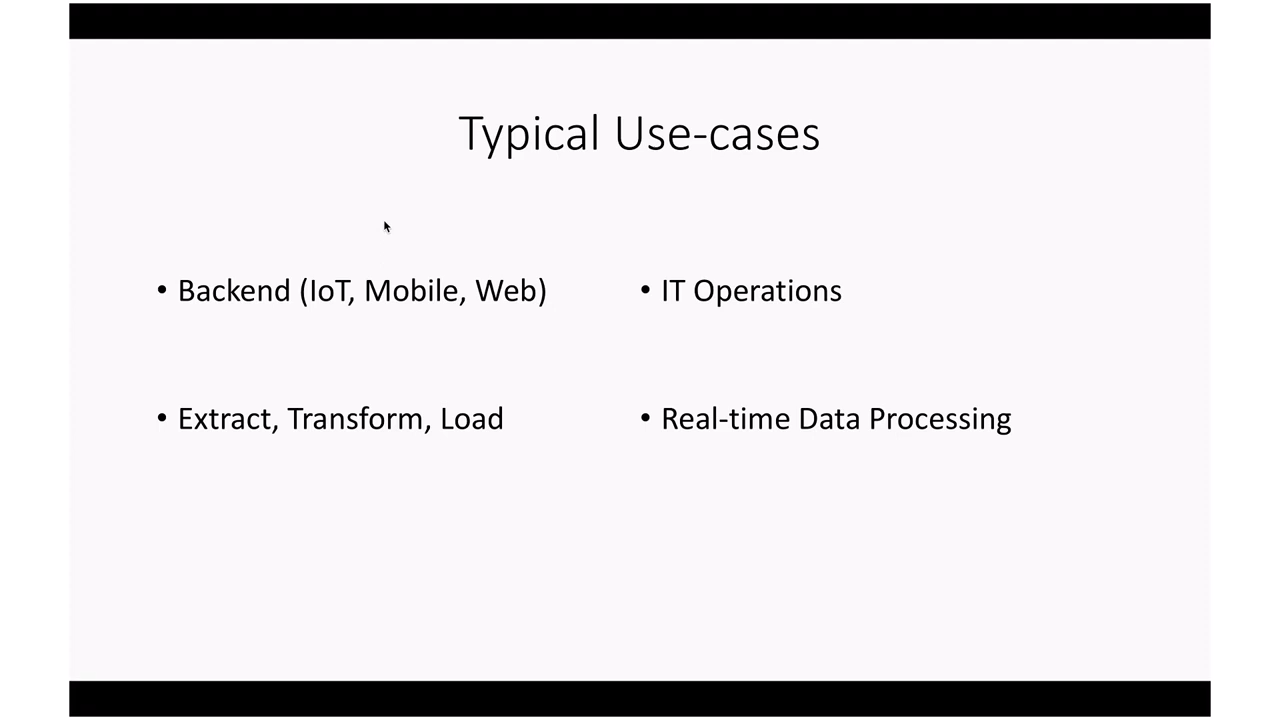 Typical Use-cases
• Backend (IoT, Mobile, Web)
• IT Operations
• Extract, Transform, Load
• Real-time Data Processing